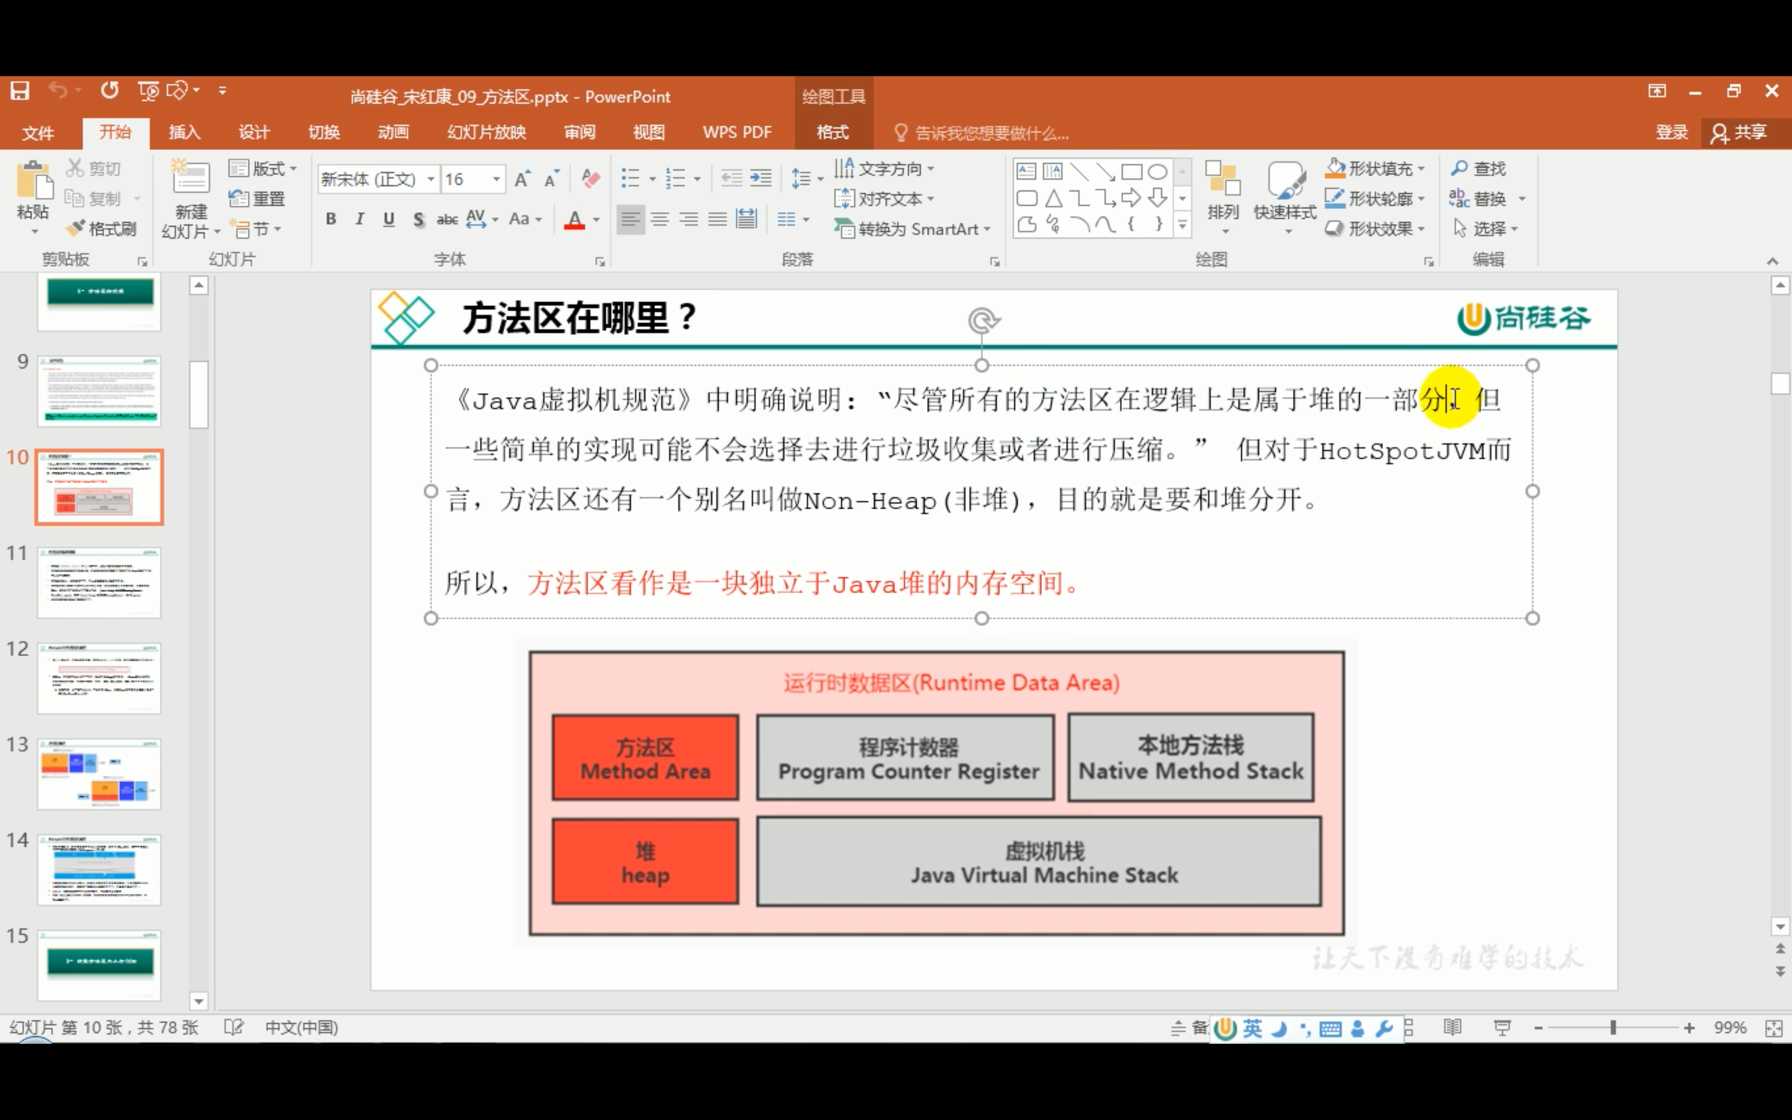 尚硅谷_宋红康_09_方法区.pptx - PowerPoint
绘图工具
文件 开始 插入 设计 切换 动画 幻灯片放映 审阅 视图 WPS PDF 格式 告诉我您想要做什么... 登录 共享
粘贴
剪切
复制
格式刷
剪贴板
新建
幻灯片
版式
重置
节
幻灯片
新宋体 (正文) 16
B I U S abc AV Aa A
字体
文字方向
对齐文本
转换为 SmartArt
段落
排列
快速样式
形状填充
形状轮廓
形状效果
绘图
查找
替换
选择
编辑
9
10
11
12
13
14
15
方法区在哪里？
尚硅谷
《Java虚拟机规范》中明确说明：“尽管所有的方法区在逻辑上是属于堆的一部分，但
一些简单的实现可能不会选择去进行垃圾收集或者进行压缩。” 但对于HotSpotJVM而
言，方法区还有一个别名叫做Non-Heap(非堆)，目的就是要和堆分开。
所以，方法区看作是一块独立于Java堆的内存空间。
运行时数据区(Runtime Data Area)
方法区
Method Area
程序计数器
Program Counter Register
本地方法栈
Native Method Stack
堆
heap
虚拟机栈
Java Virtual Machine Stack
让天下没有难学的技术
幻灯片 第 10 张，共 78 张 中文(中国) 备 英 99%